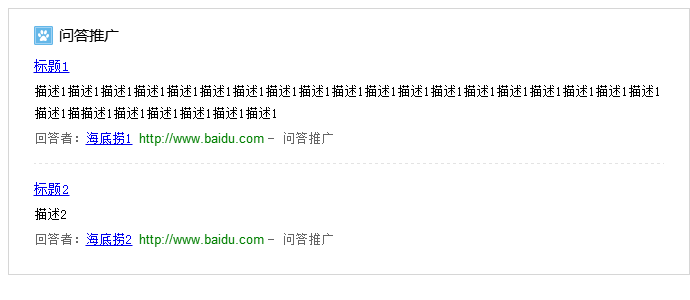 问答推广
标题1
描述1描述1描述1描述1描述1描述1描述1描述1描述1描述1描述1描述1描述1描述1描述1描述1描述1描述1描述1
描述1描描述1描述1描述1描述1描述1描述1
回答者：海底捞1 http://www.baidu.com - 问答推广
标题2
描述2
回答者：海底捞2 http://www.baidu.com - 问答推广